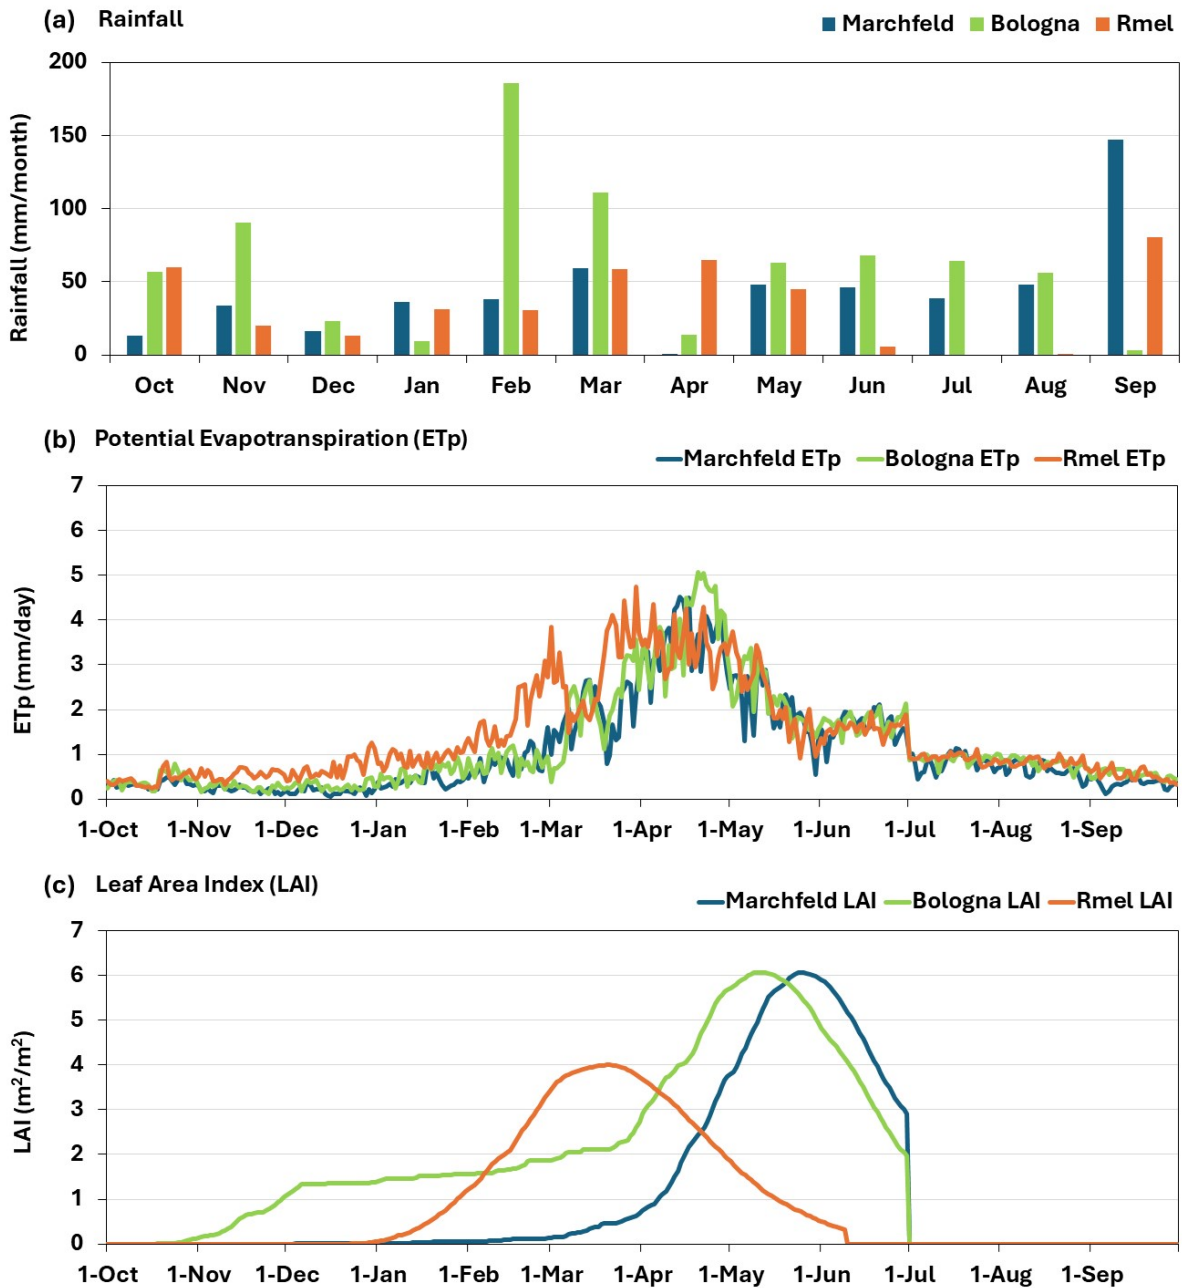 (a) Rainfall
Marchfeld Bologna Rmel
Rainfall (mm/month)
200
150
100
50
0
Oct Nov Dec Jan Feb Mar Apr May Jun Jul Aug Sep
(b) Potential Evapotranspiration (ETp)
Marchfeld ETp Bologna ETp Rmel ETp
ETp (mm/day)
7
6
5
4
3
2
1
0
1-Oct 1-Nov 1-Dec 1-Jan 1-Feb 1-Mar 1-Apr 1-May 1-Jun 1-Jul 1-Aug 1-Sep
(c) Leaf Area Index (LAI)
Marchfeld LAI Bologna LAI Rmel LAI
LAI (m²/m²)
7
6
5
4
3
2
1
0
1-Oct 1-Nov 1-Dec 1-Jan 1-Feb 1-Mar 1-Apr 1-May 1-Jun 1-Jul 1-Aug 1-Sep